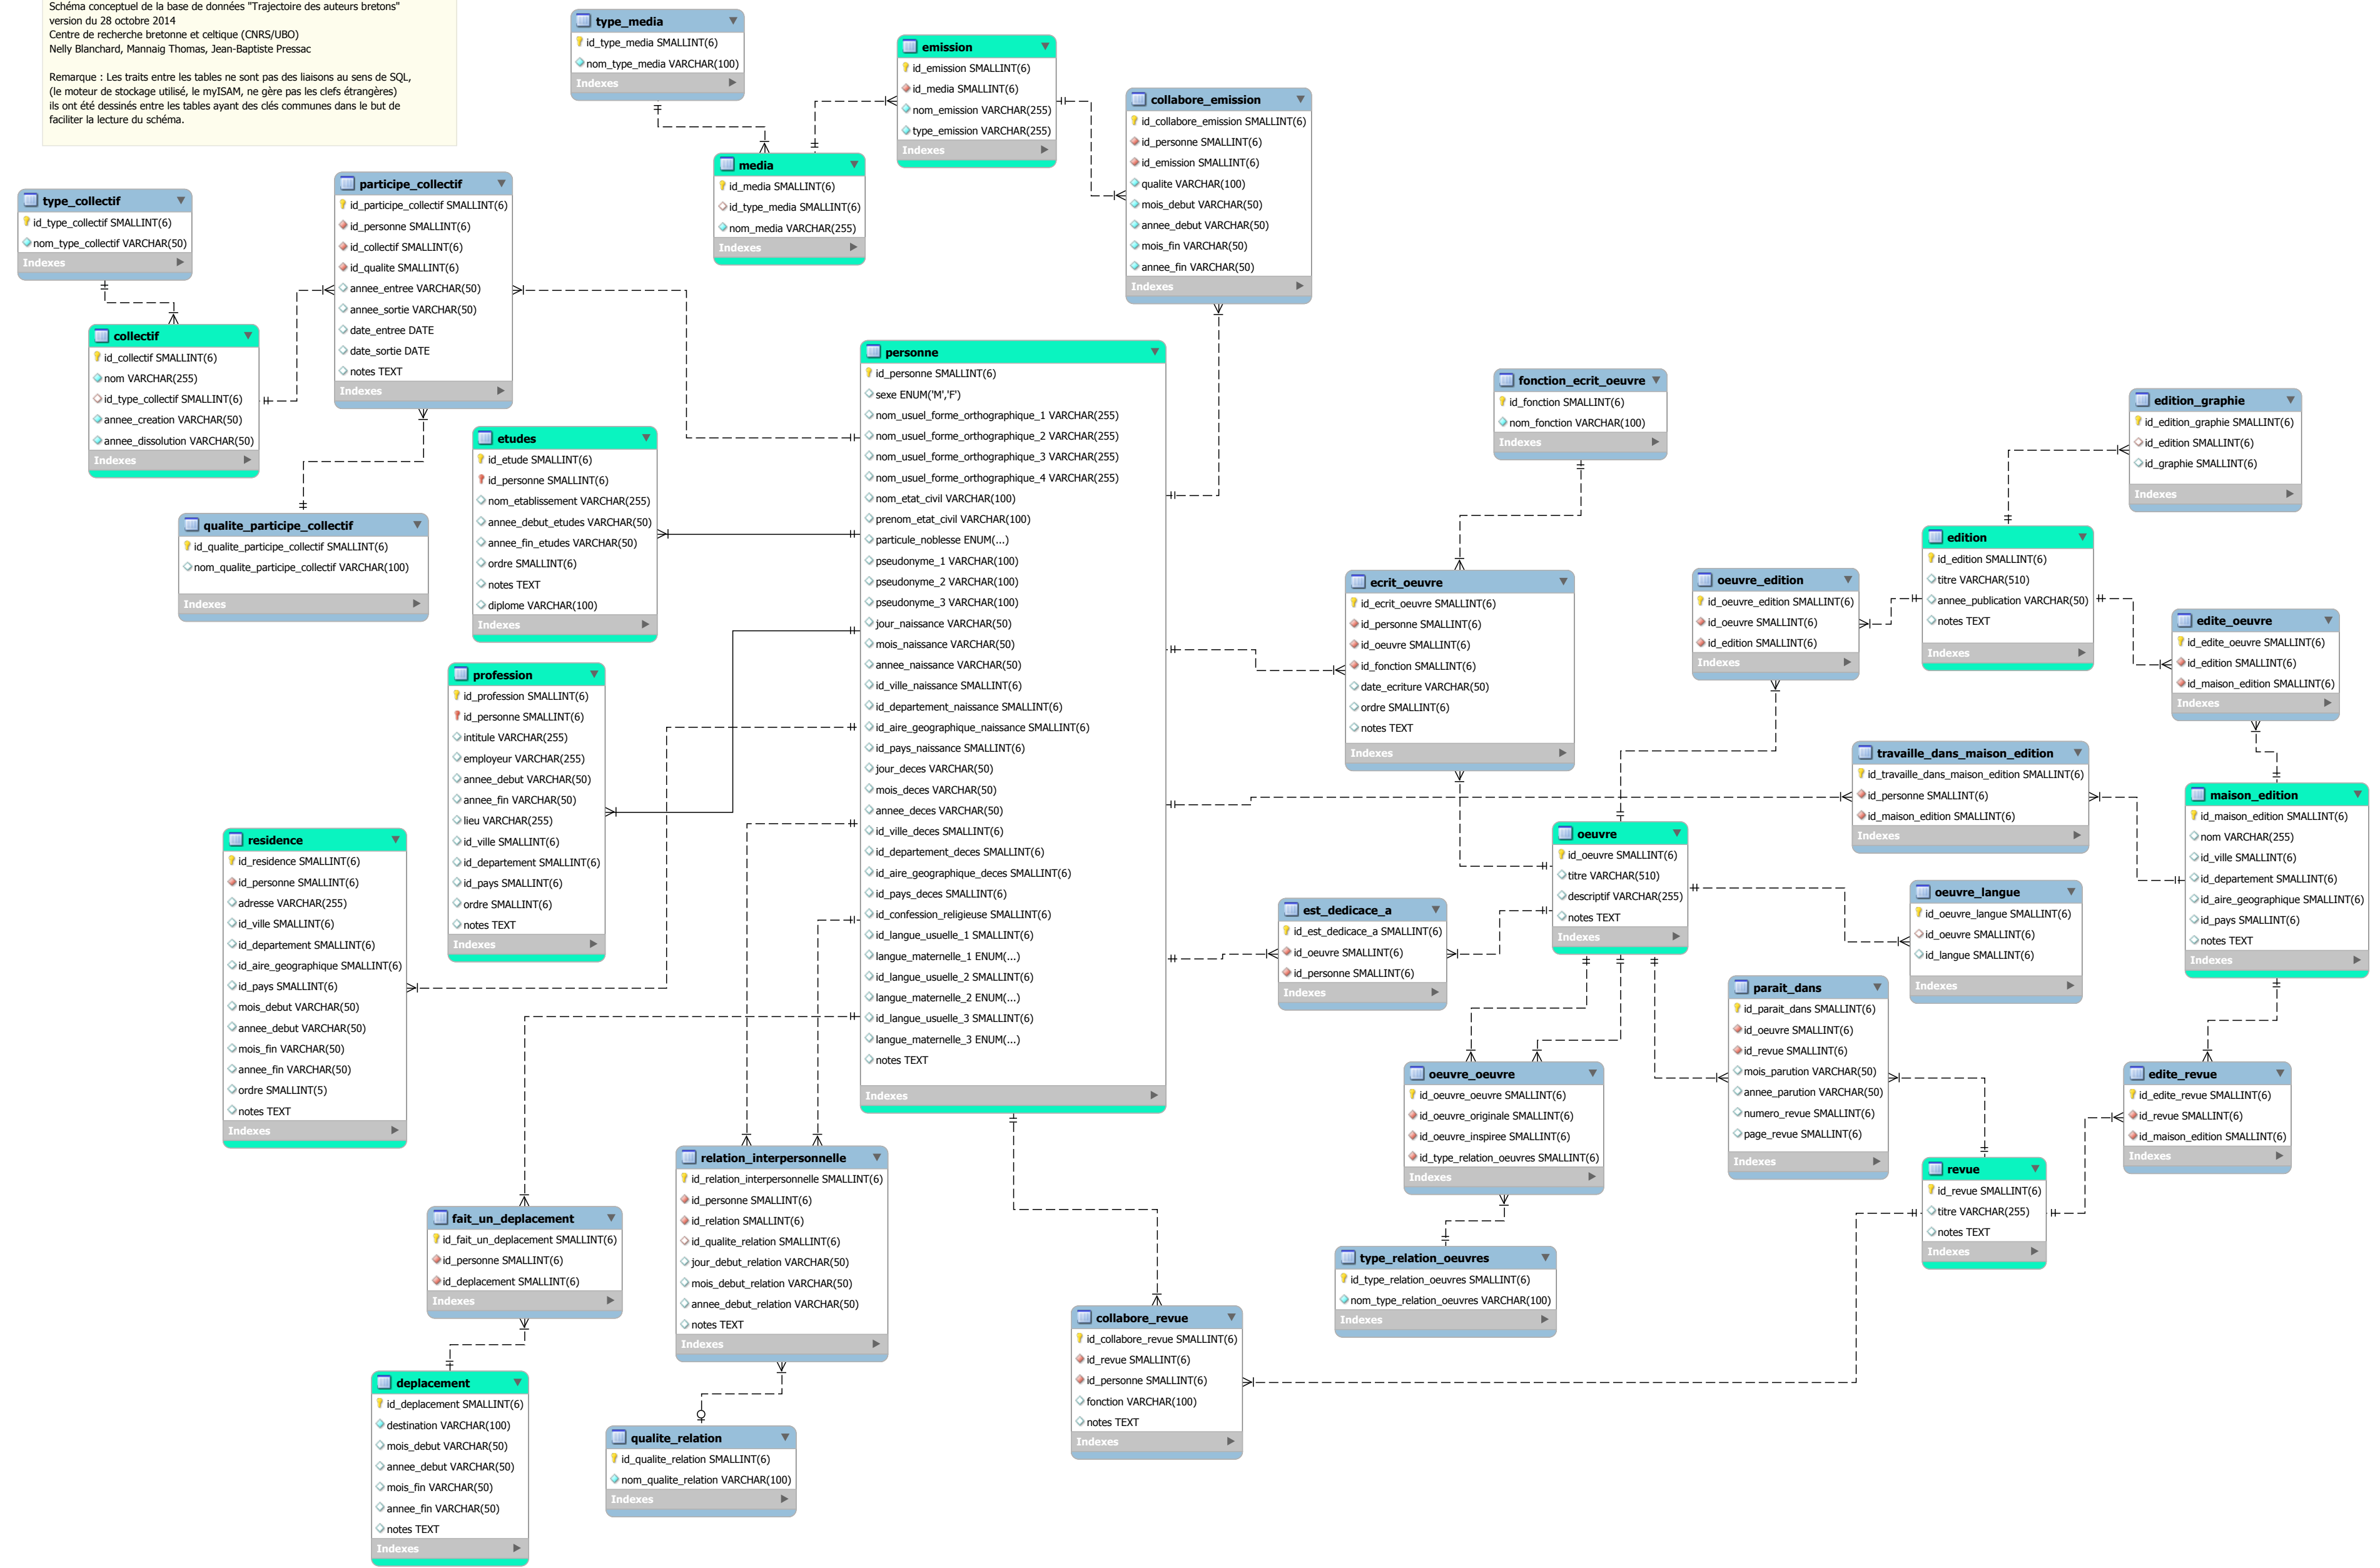 Schéma conceptuel de la base de données "Trajectoire des auteurs bretons"
version du 28 octobre 2014
Centre de recherche bretonne et celtique (CNRS/UBO)
Nelly Blanchard, Mannaig Thomas, Jean-Baptiste Pressac
Remarque : Les traits entre les tables ne sont pas des liaisons au sens de SQL,
(le moteur de stockage utilisé, le myISAM, ne gère pas les clefs étrangères)
ils ont été dessinés entre les tables ayant des clés communes dans le but de
faciliter la lecture du schéma.
type_media
id_type_media SMALLINT(6)
nom_type_media VARCHAR(100)
Indexes
emission
id_emission SMALLINT(6)
id_media SMALLINT(6)
nom_emission VARCHAR(255)
type_emission VARCHAR(255)
Indexes
collabore_emission
id_collabore_emission SMALLINT(6)
id_personne SMALLINT(6)
id_emission SMALLINT(6)
qualite VARCHAR(100)
mois_debut VARCHAR(50)
annee_debut VARCHAR(50)
mois_fin VARCHAR(50)
annee_fin VARCHAR(50)
Indexes
media
id_media SMALLINT(6)
id_type_media SMALLINT(6)
nom_media VARCHAR(255)
Indexes
type_collectif
id_type_collectif SMALLINT(6)
nom_type_collectif VARCHAR(50)
Indexes
participe_collectif
id_participe_collectif SMALLINT(6)
id_personne SMALLINT(6)
id_collectif SMALLINT(6)
id_qualite SMALLINT(6)
annee_entree VARCHAR(50)
annee_sortie VARCHAR(50)
date_entree DATE
date_sortie DATE
notes TEXT
Indexes
collectif
id_collectif SMALLINT(6)
nom VARCHAR(255)
id_type_collectif SMALLINT(6)
annee_creation VARCHAR(50)
annee_dissolution VARCHAR(50)
Indexes
qualite_participe_collectif
id_qualite_participe_collectif SMALLINT(6)
nom_qualite_participe_collectif VARCHAR(100)
Indexes
etudes
id_etude SMALLINT(6)
id_personne SMALLINT(6)
nom_etablissement VARCHAR(255)
annee_debut_etudes VARCHAR(50)
annee_fin_etudes VARCHAR(50)
ordre SMALLINT(6)
notes TEXT
diplome VARCHAR(100)
Indexes
personne
id_personne SMALLINT(6)
sexe ENUM('M','F')
nom_usuel_forme_orthographique_1 VARCHAR(255)
nom_usuel_forme_orthographique_2 VARCHAR(255)
nom_usuel_forme_orthographique_3 VARCHAR(255)
nom_usuel_forme_orthographique_4 VARCHAR(255)
nom_etat_civil VARCHAR(100)
prenom_etat_civil VARCHAR(100)
particule_noblesse ENUM(...)
pseudonyme_1 VARCHAR(100)
pseudonyme_2 VARCHAR(100)
pseudonyme_3 VARCHAR(100)
jour_naissance VARCHAR(50)
mois_naissance VARCHAR(50)
annee_naissance VARCHAR(50)
id_ville_naissance SMALLINT(6)
id_departement_naissance SMALLINT(6)
id_aire_geographique_naissance SMALLINT(6)
id_pays_naissance SMALLINT(6)
jour_deces VARCHAR(50)
mois_deces VARCHAR(50)
annee_deces VARCHAR(50)
id_ville_deces SMALLINT(6)
id_departement_deces SMALLINT(6)
id_aire_geographique_deces SMALLINT(6)
id_pays_deces SMALLINT(6)
id_confession_religieuse SMALLINT(6)
id_langue_usuelle_1 SMALLINT(6)
langue_maternelle_1 ENUM(...)
id_langue_usuelle_2 SMALLINT(6)
langue_maternelle_2 ENUM(...)
id_langue_usuelle_3 SMALLINT(6)
langue_maternelle_3 ENUM(...)
notes TEXT
Indexes
profession
id_profession SMALLINT(6)
id_personne SMALLINT(6)
intitule VARCHAR(255)
employeur VARCHAR(255)
annee_debut VARCHAR(50)
annee_fin VARCHAR(50)
lieu VARCHAR(255)
id_ville SMALLINT(6)
id_departement SMALLINT(6)
id_pays SMALLINT(6)
ordre SMALLINT(6)
notes TEXT
Indexes
residence
id_residence SMALLINT(6)
id_personne SMALLINT(6)
adresse VARCHAR(255)
id_ville SMALLINT(6)
id_departement SMALLINT(6)
id_aire_geographique SMALLINT(6)
id_pays SMALLINT(6)
mois_debut VARCHAR(50)
annee_debut VARCHAR(50)
mois_fin VARCHAR(50)
annee_fin VARCHAR(50)
ordre SMALLINT(5)
notes TEXT
Indexes
fonction_ecrit_oeuvre
id_fonction SMALLINT(6)
nom_fonction VARCHAR(100)
Indexes
edition_graphie
id_edition_graphie SMALLINT(6)
id_edition SMALLINT(6)
id_graphie SMALLINT(6)
Indexes
edition
id_edition SMALLINT(6)
titre VARCHAR(510)
annee_publication VARCHAR(50)
notes TEXT
Indexes
ecrit_oeuvre
id_ecrit_oeuvre SMALLINT(6)
id_personne SMALLINT(6)
id_oeuvre SMALLINT(6)
id_fonction SMALLINT(6)
date_ecriture VARCHAR(50)
ordre SMALLINT(6)
notes TEXT
Indexes
oeuvre_edition
id_oeuvre_edition SMALLINT(6)
id_oeuvre SMALLINT(6)
id_edition SMALLINT(6)
Indexes
edite_oeuvre
id_edite_oeuvre SMALLINT(6)
id_edition SMALLINT(6)
id_maison_edition SMALLINT(6)
Indexes
travaille_dans_maison_edition
id_travaille_dans_maison_edition SMALLINT(6)
id_personne SMALLINT(6)
id_maison_edition SMALLINT(6)
Indexes
maison_edition
id_maison_edition SMALLINT(6)
nom VARCHAR(255)
id_ville SMALLINT(6)
id_departement SMALLINT(6)
id_aire_geographique SMALLINT(6)
id_pays SMALLINT(6)
notes TEXT
Indexes
oeuvre
id_oeuvre SMALLINT(6)
titre VARCHAR(510)
descriptif VARCHAR(255)
notes TEXT
Indexes
est_dedicace_a
id_est_dedicace_a SMALLINT(6)
id_oeuvre SMALLINT(6)
id_personne SMALLINT(6)
Indexes
oeuvre_langue
id_oeuvre_langue SMALLINT(6)
id_oeuvre SMALLINT(6)
id_langue SMALLINT(6)
Indexes
parait_dans
id_parait_dans SMALLINT(6)
id_oeuvre SMALLINT(6)
id_revue SMALLINT(6)
mois_parution VARCHAR(50)
annee_parution VARCHAR(50)
numero_revue SMALLINT(6)
page_revue SMALLINT(6)
Indexes
oeuvre_oeuvre
id_oeuvre_oeuvre SMALLINT(6)
id_oeuvre_originale SMALLINT(6)
id_oeuvre_inspiree SMALLINT(6)
id_type_relation_oeuvres SMALLINT(6)
Indexes
edite_revue
id_edite_revue SMALLINT(6)
id_revue SMALLINT(6)
id_maison_edition SMALLINT(6)
Indexes
revue
id_revue SMALLINT(6)
titre VARCHAR(255)
notes TEXT
Indexes
type_relation_oeuvres
id_type_relation_oeuvres SMALLINT(6)
nom_type_relation_oeuvres VARCHAR(100)
Indexes
relation_interpersonnelle
id_relation_interpersonnelle SMALLINT(6)
id_personne SMALLINT(6)
id_relation SMALLINT(6)
id_qualite_relation SMALLINT(6)
jour_debut_relation VARCHAR(50)
mois_debut_relation VARCHAR(50)
annee_debut_relation VARCHAR(50)
notes TEXT
Indexes
fait_un_deplacement
id_fait_un_deplacement SMALLINT(6)
id_personne SMALLINT(6)
id_deplacement SMALLINT(6)
Indexes
collabore_revue
id_collabore_revue SMALLINT(6)
id_revue SMALLINT(6)
id_personne SMALLINT(6)
fonction VARCHAR(100)
notes TEXT
Indexes
deplacement
id_deplacement SMALLINT(6)
destination VARCHAR(100)
mois_debut VARCHAR(50)
annee_debut VARCHAR(50)
mois_fin VARCHAR(50)
annee_fin VARCHAR(50)
notes TEXT
Indexes
qualite_relation
id_qualite_relation SMALLINT(6)
nom_qualite_relation VARCHAR(100)
Indexes